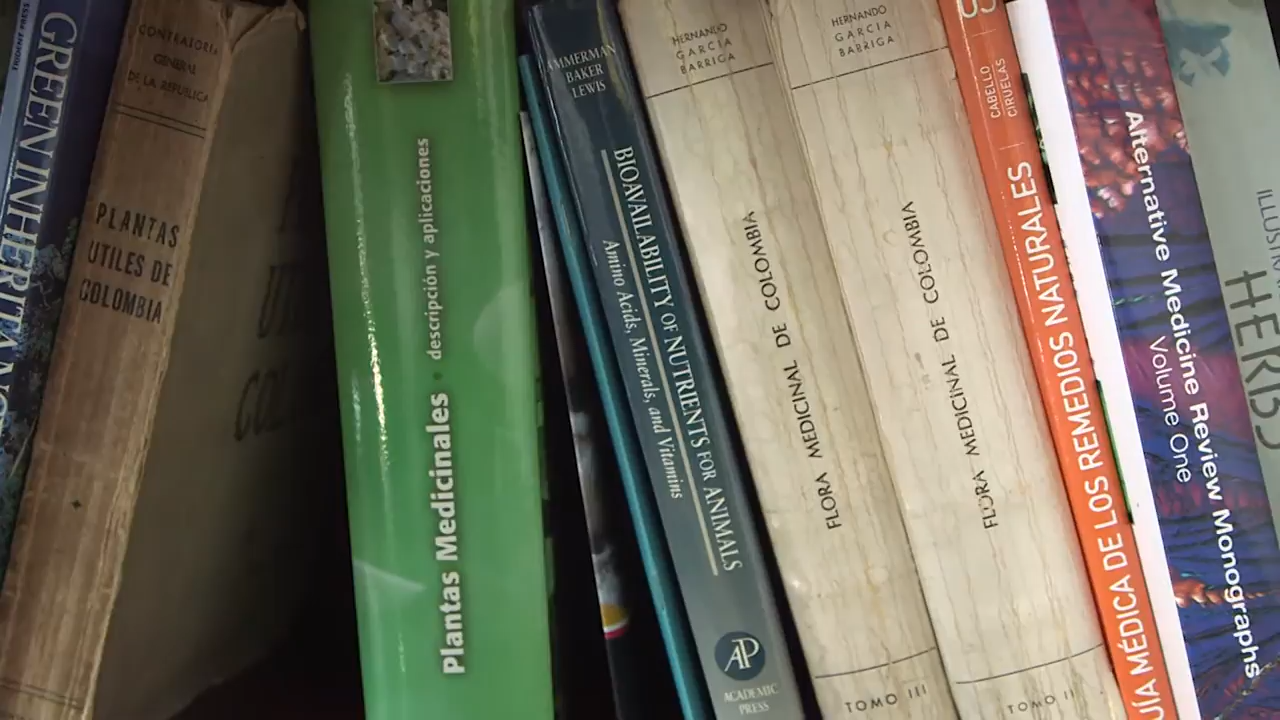 TRIDENT PRESS
GREEN INHERITANCE
CONTRALORIA
GENERAL
DE LA REPUBLICA
PLANTAS
UTILES DE
COLOMBIA
Plantas Medicinales • descripción y aplicaciones
AMMERMAN
BAKER
LEWIS
BIOAVAILABILITY OF NUTRIENTS FOR ANIMALS
Amino Acids, Minerals, and Vitamins
AP
ACADEMIC
PRESS
HERNANDO
GARCIA
BARRIGA
FLORA MEDICINAL DE COLOMBIA
TOMO III
HERNANDO
GARCIA
BARRIGA
FLORA MEDICINAL DE COLOMBIA
TOMO II
CABELLO
CIRUELAS
UÍA MÉDICA DE LOS REMEDIOS NATURALES
Alternative Medicine Review Monographs
Volume One
HERBS